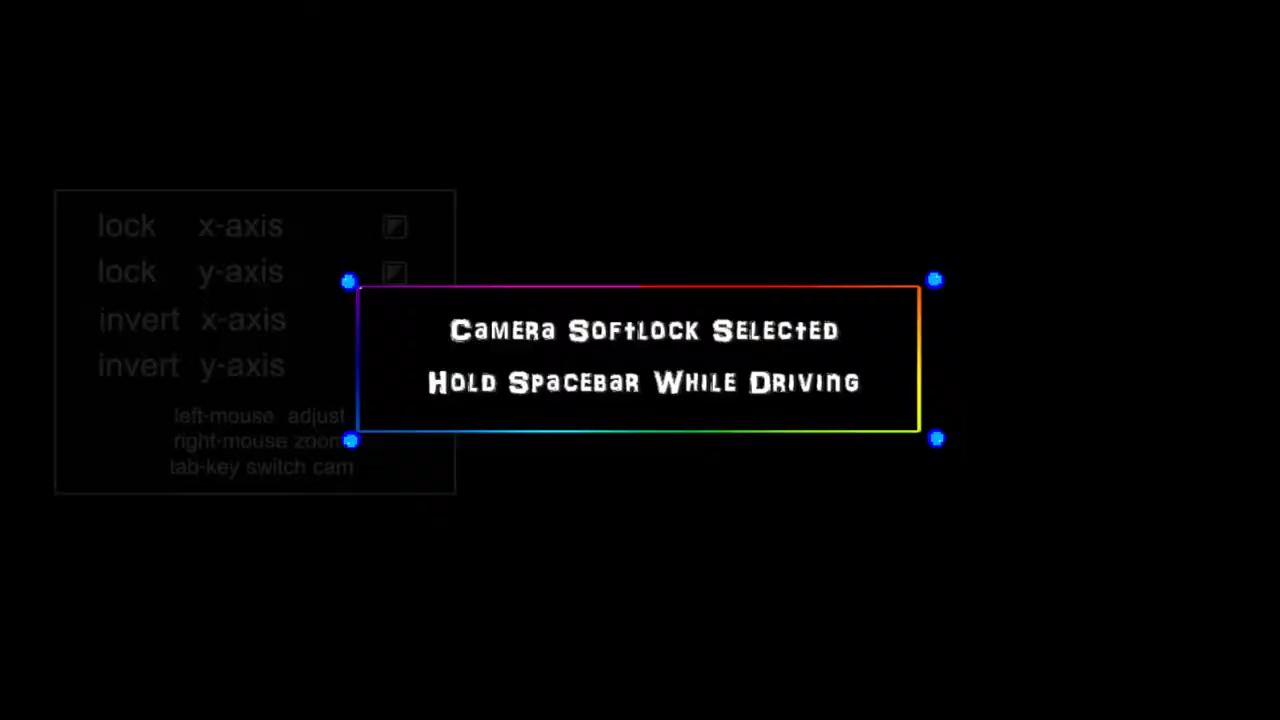 lock x-axis
lock y-axis
invert x-axis
invert y-axis
left-mouse adjust
right-mouse zoom
tab-key switch cam
Camera Softlock Selected
Hold Spacebar While Driving